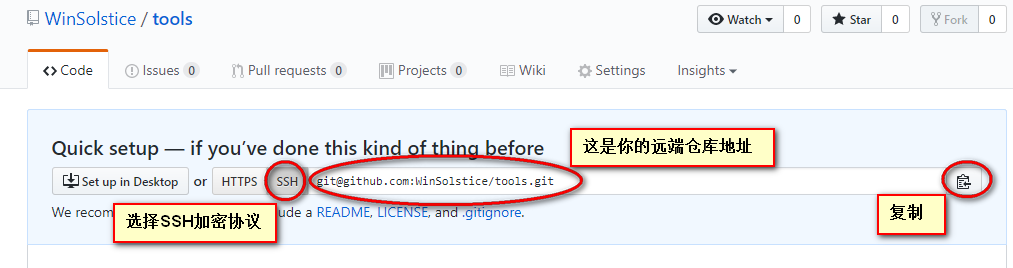 WinSolstice / tools
Watch 0 Star 0 Fork 0
Code Issues 0 Pull requests 0 Projects 0 Wiki Settings Insights
Quick setup — if you've done this kind of thing before
这是你的远端仓库地址
Set up in Desktop or HTTPS SSH git@github.com:WinSolstice/tools.git
We recom ude a README, LICENSE, and .gitignore.
选择SSH加密协议
复制